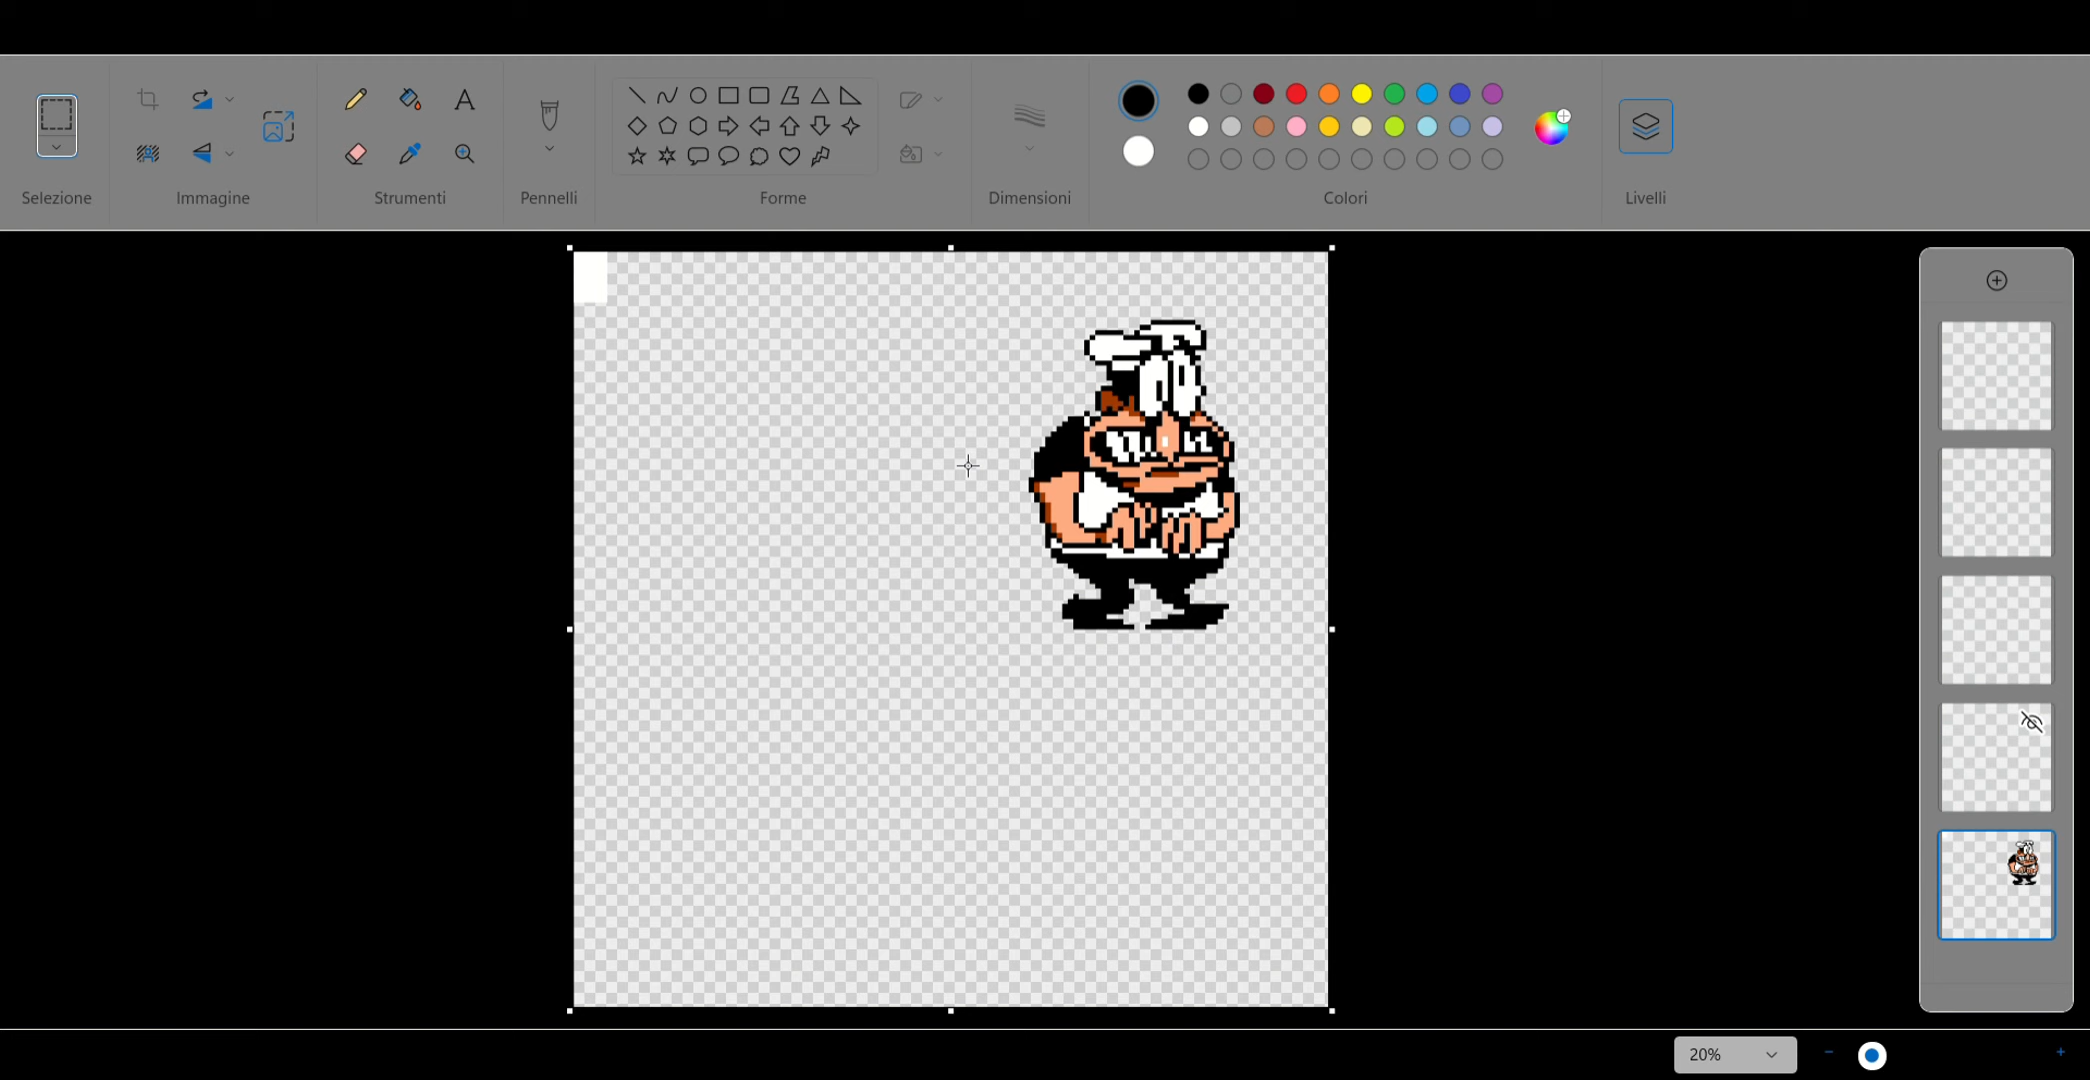 Selezione
Immagine
Strumenti
Pennelli
Forme
Dimensioni
Colori
Livelli
20%